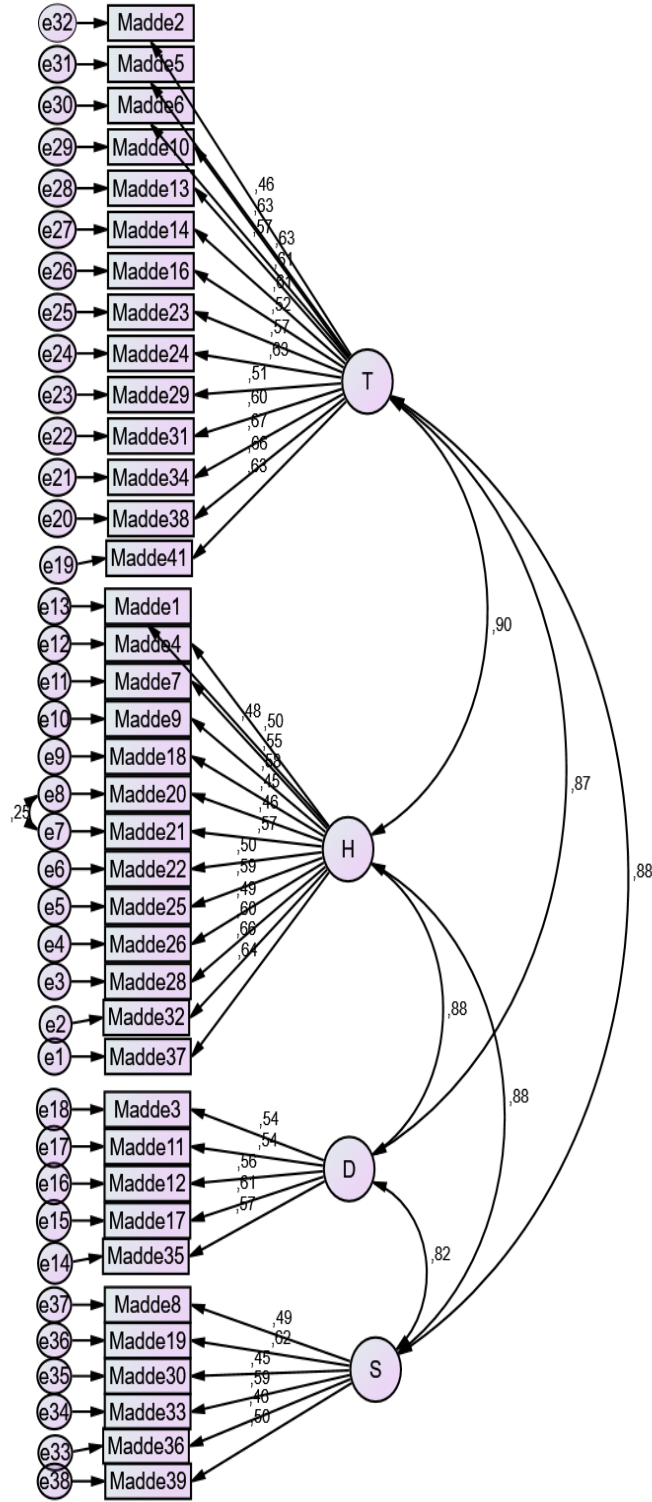 e32 Madde2
e31 Madde5
e30 Madde6
e29 Madde10
e28 Madde13
,46
,63
e27 Madde14
,57
,63
,61
e26 Madde16
,61
,52
e25 Madde23
,57
,63
e24 Madde24
,51
T
e23 Madde29
,60
,67
e22 Madde31
,66
,63
e21 Madde34
e20 Madde38
e19 Madde41
e13 Madde1
,90
e12 Madde4
e11 Madde7
,48
,50
e10 Madde9
,55
,58
e9 Madde18
,45
,87
e8 Madde20
,46
,25
,57
e7 Madde21
,50
H
e6 Madde22
,59
,88
,49
e5 Madde25
,60
,66
e4 Madde26
,64
e3 Madde28
,88
e2 Madde32
e1 Madde37
,88
e18 Madde3
,54
,54
e17 Madde11
,56
D
e16 Madde12
,61
,57
e15 Madde17
e14 Madde35
,82
e37 Madde8
,49
,62
e36 Madde19
,45
S
e35 Madde30
,59
,46
e34 Madde33
,50
e33 Madde36
e38 Madde39